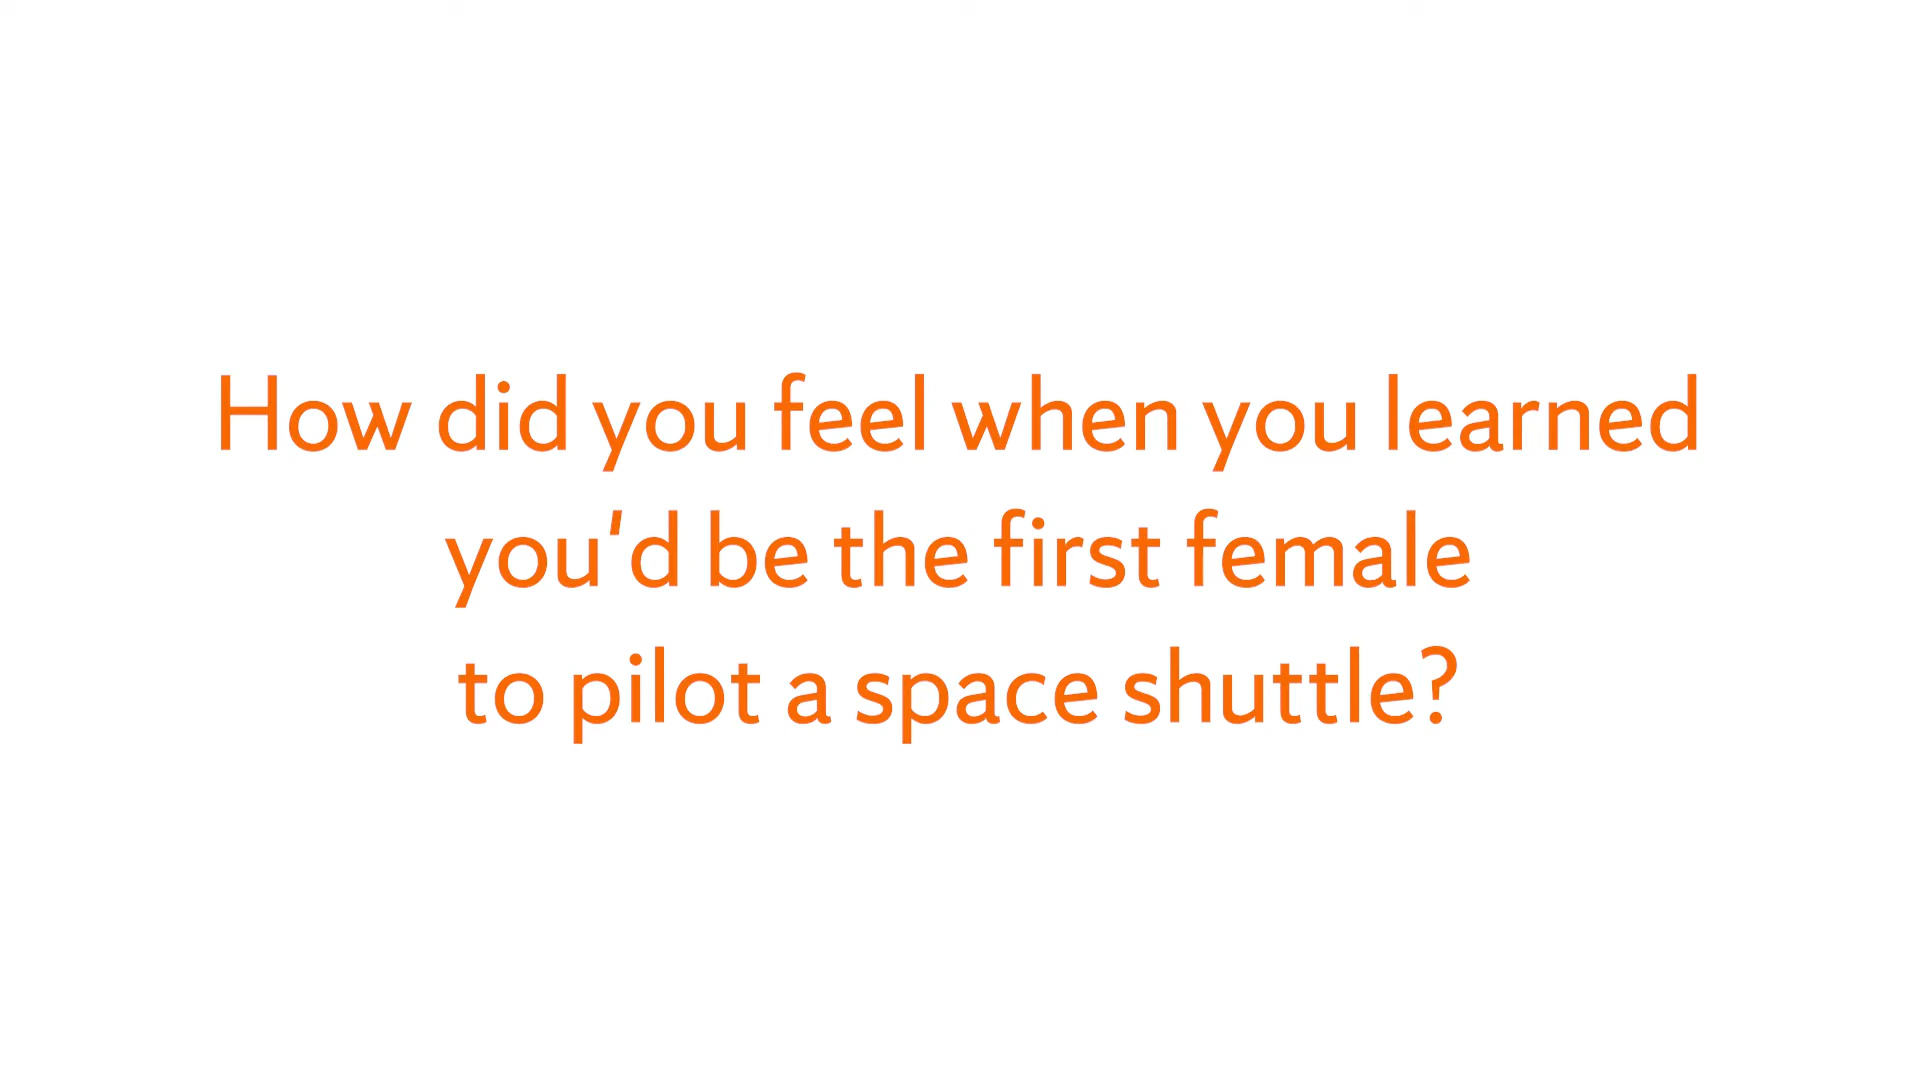 How did you feel when you learned
you'd be the first female
to pilot a space shuttle?